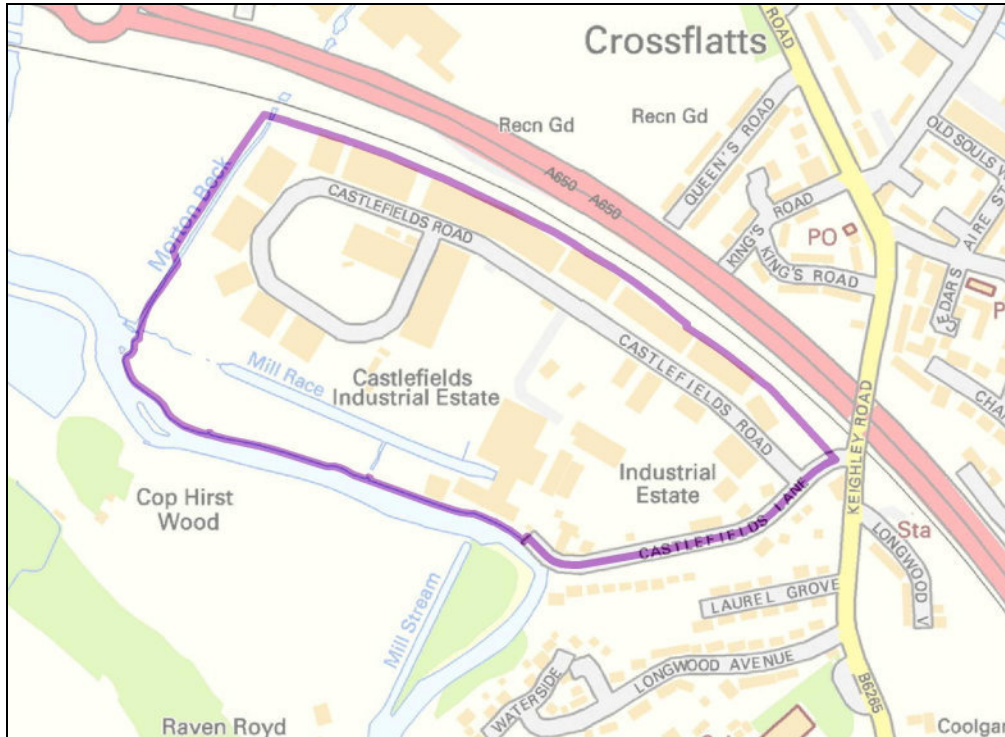 Crossflatts
ROAD
Recn Gd
Recn Gd
QUEEN'S ROAD
OLD SOULS W
A650
A650
Morton Beck
CASTLEFIELDS ROAD
KING'S ROAD
KING'S ROAD
PO
AIRE ST
CEDARS
P
CASTLEFIELDS ROAD
Mill Race
Castlefields
Industrial Estate
CHA
KEIGHLEY ROAD
Industrial
Estate
Cop Hirst
Wood
CASTLEFIELDS LANE
Sta
LONGWOOD V
Mill Stream
LAUREL GROVE
LONGWOOD AVENUE
WATERSIDE
B6265
Raven Royd
Coolgar